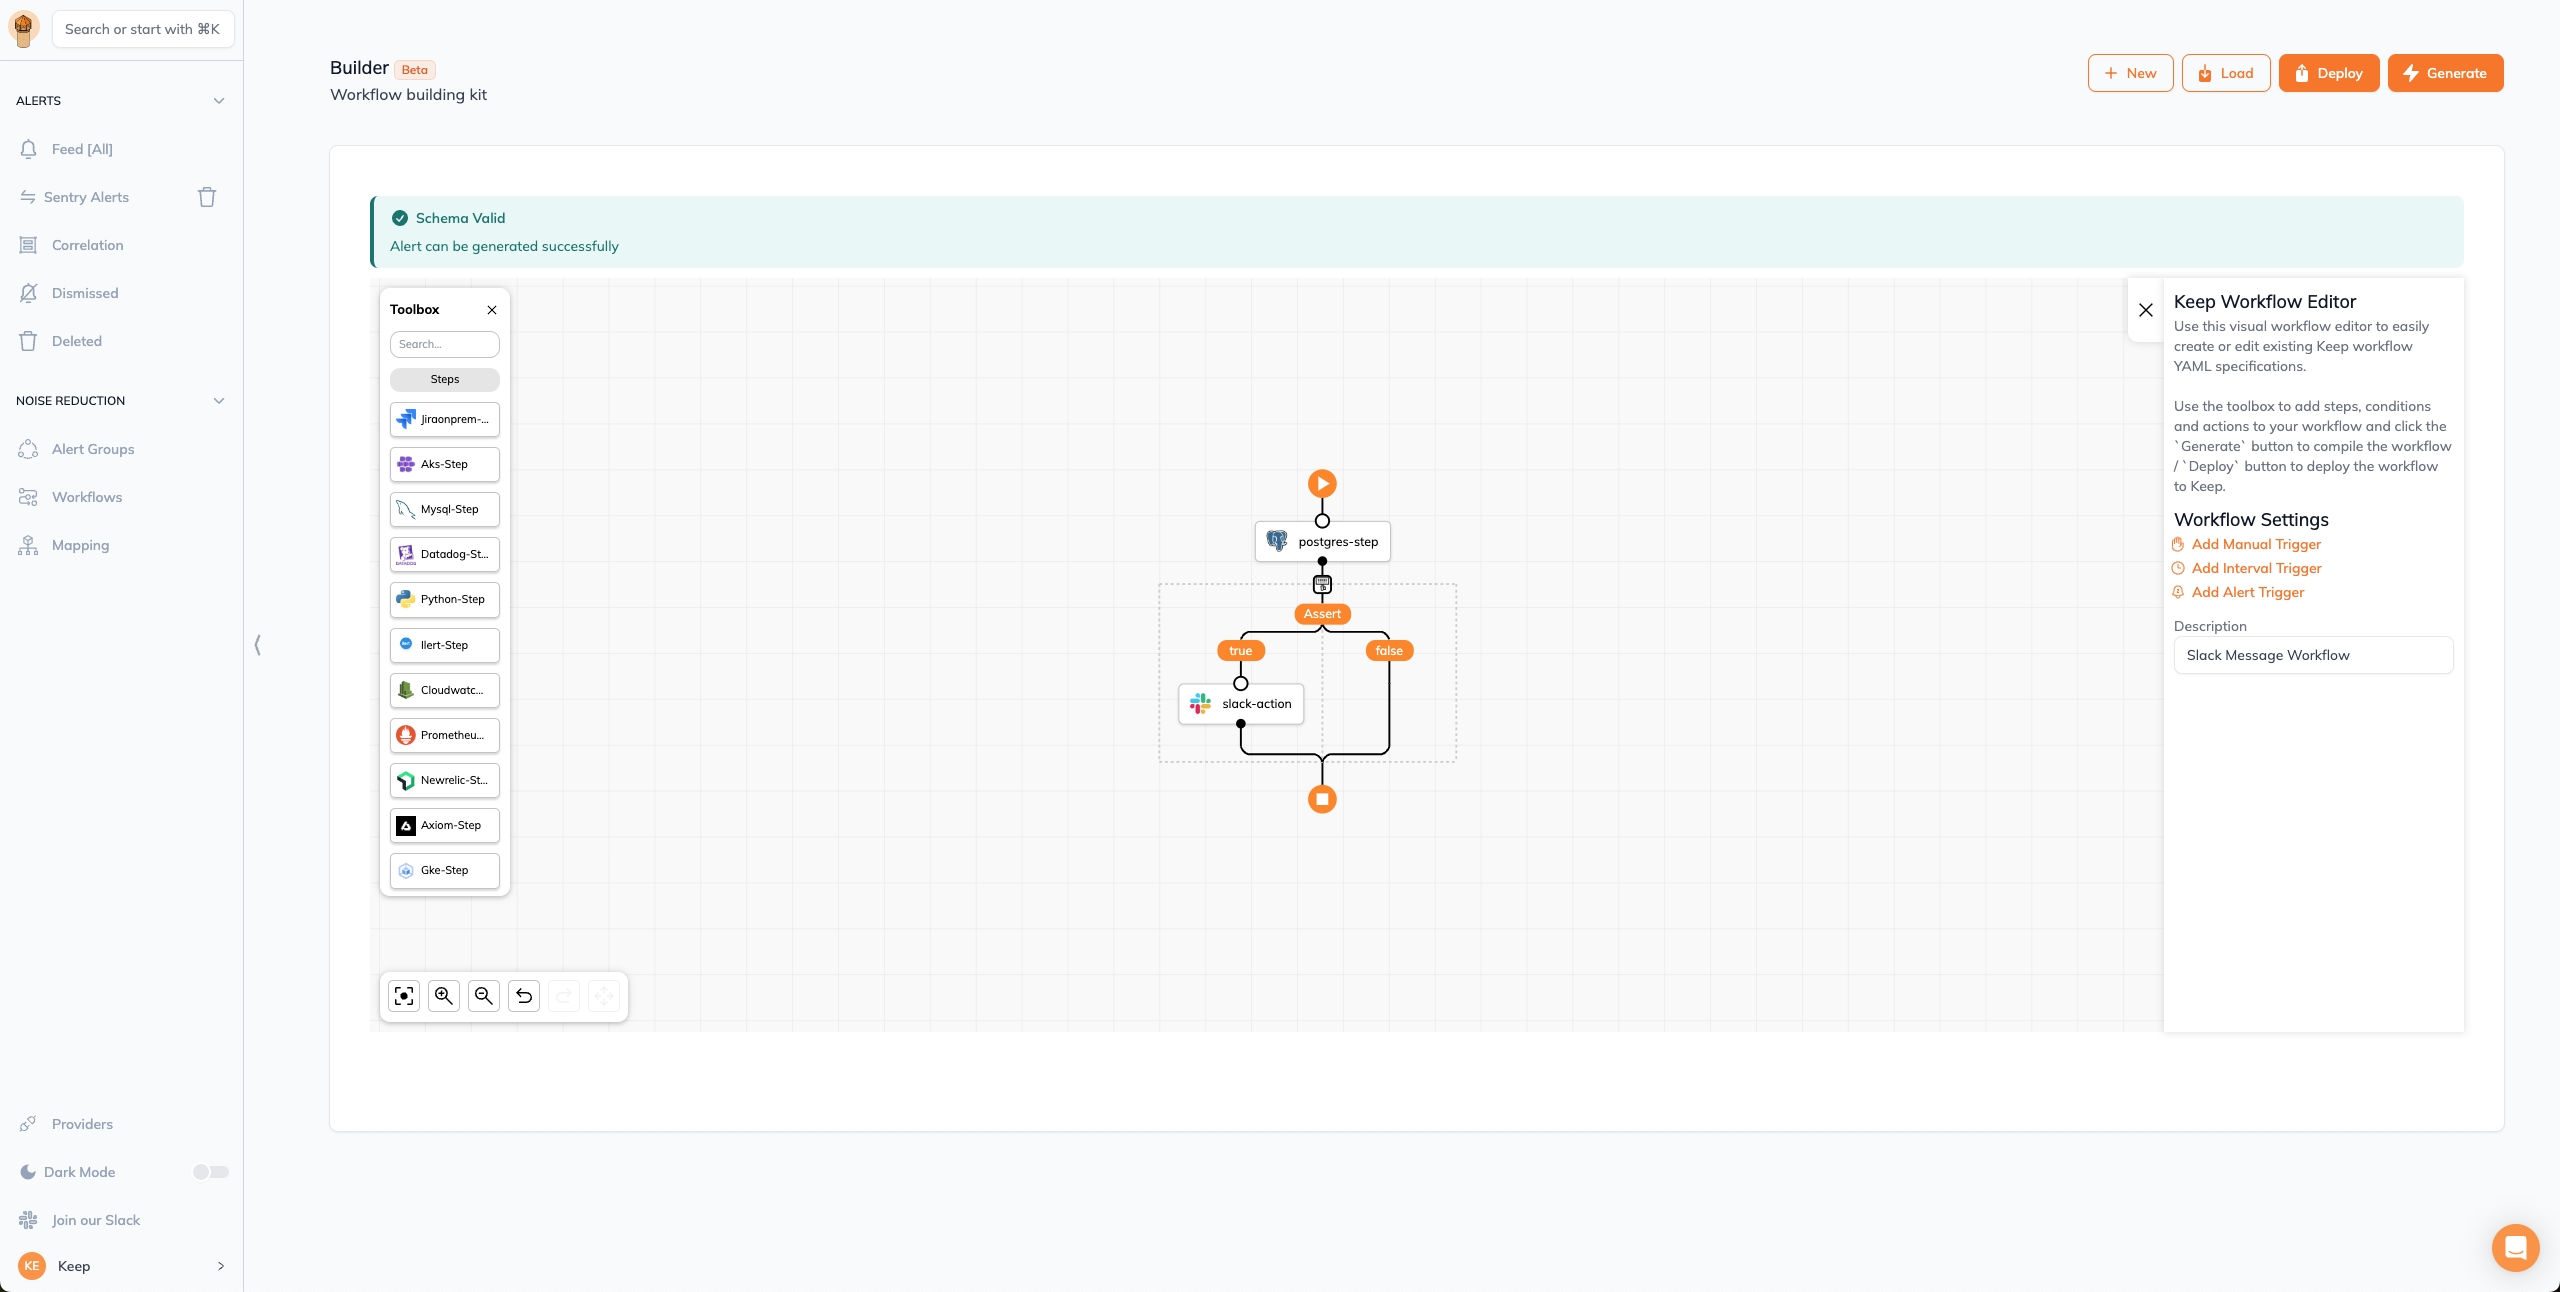 Search or start with ⌘K
ALERTS
Feed [All]
Sentry Alerts
Correlation
Dismissed
Deleted
NOISE REDUCTION
Alert Groups
Workflows
Mapping
Providers
Dark Mode
Join our Slack
KE
Keep
Builder Beta
Workflow building kit
New
Load
Deploy
Generate
Schema Valid
Alert can be generated successfully
Toolbox
Search...
Steps
Jiraonprem-...
Aks-Step
Mysql-Step
Datadog-St...
Python-Step
Ilert-Step
Cloudwatc...
Prometheu...
Newrelic-St...
Axiom-Step
Gke-Step
postgres-step
Assert
true
false
slack-action
Keep Workflow Editor
Use this visual workflow editor to easily
create or edit existing Keep workflow
YAML specifications.
Use the toolbox to add steps, conditions
and actions to your workflow and click the
`Generate` button to compile the workflow
/ `Deploy` button to deploy the workflow
to Keep.
Workflow Settings
Add Manual Trigger
Add Interval Trigger
Add Alert Trigger
Description
Slack Message Workflow